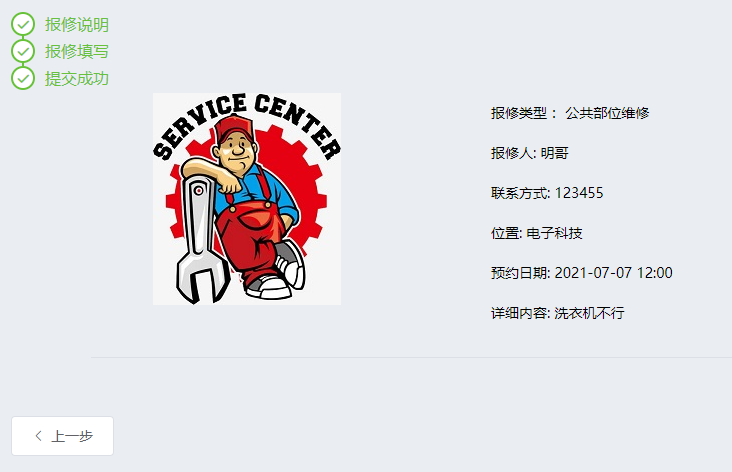 报修说明
报修填写
提交成功
SERVICE CENTER
报修类型： 公共部位维修
报修人: 明哥
联系方式: 123455
位置: 电子科技
预约日期: 2021-07-07 12:00
详细内容: 洗衣机不行
上一步